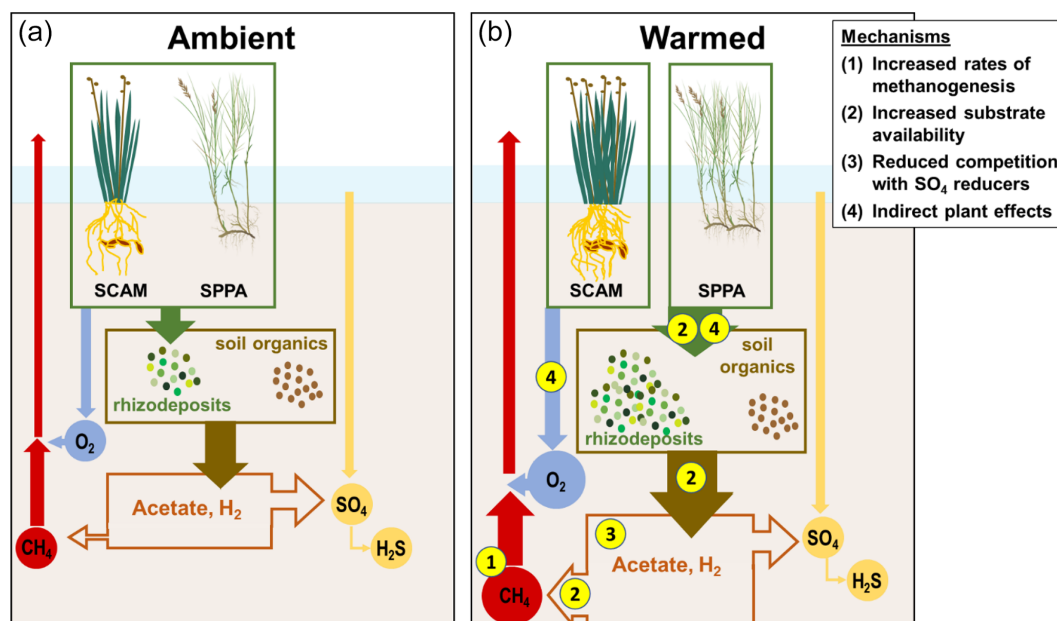 (a)
Ambient
SCAM
SPPA
soil organics
rhizodeposits
O2
Acetate, H2
SO4
CH4
H2S
(b)
Warmed
SCAM
SPPA
2
4
soil
organics
4
rhizodeposits
O2
2
3
SO4
1
Acetate, H2
2
CH4
H2S
Mechanisms
(1) Increased rates of
methanogenesis
(2) Increased substrate
availability
(3) Reduced competition
with SO4 reducers
(4) Indirect plant effects